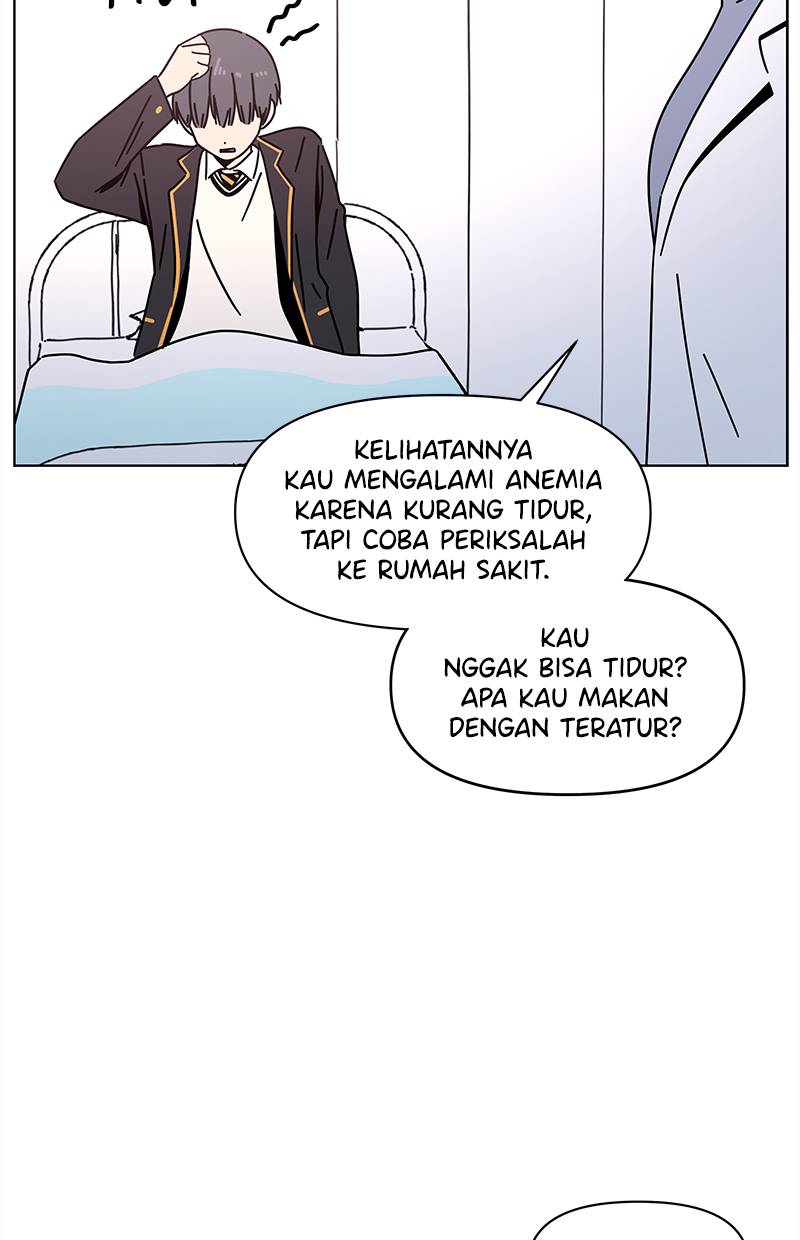 KELIHATANNYA
KAU MENGALAMI ANEMIA
KARENA KURANG TIDUR,
TAPI COBA PERIKSALAH
KE RUMAH SAKIT.
KAU
NGGAK BISA TIDUR?
APA KAU MAKAN
DENGAN TERATUR?